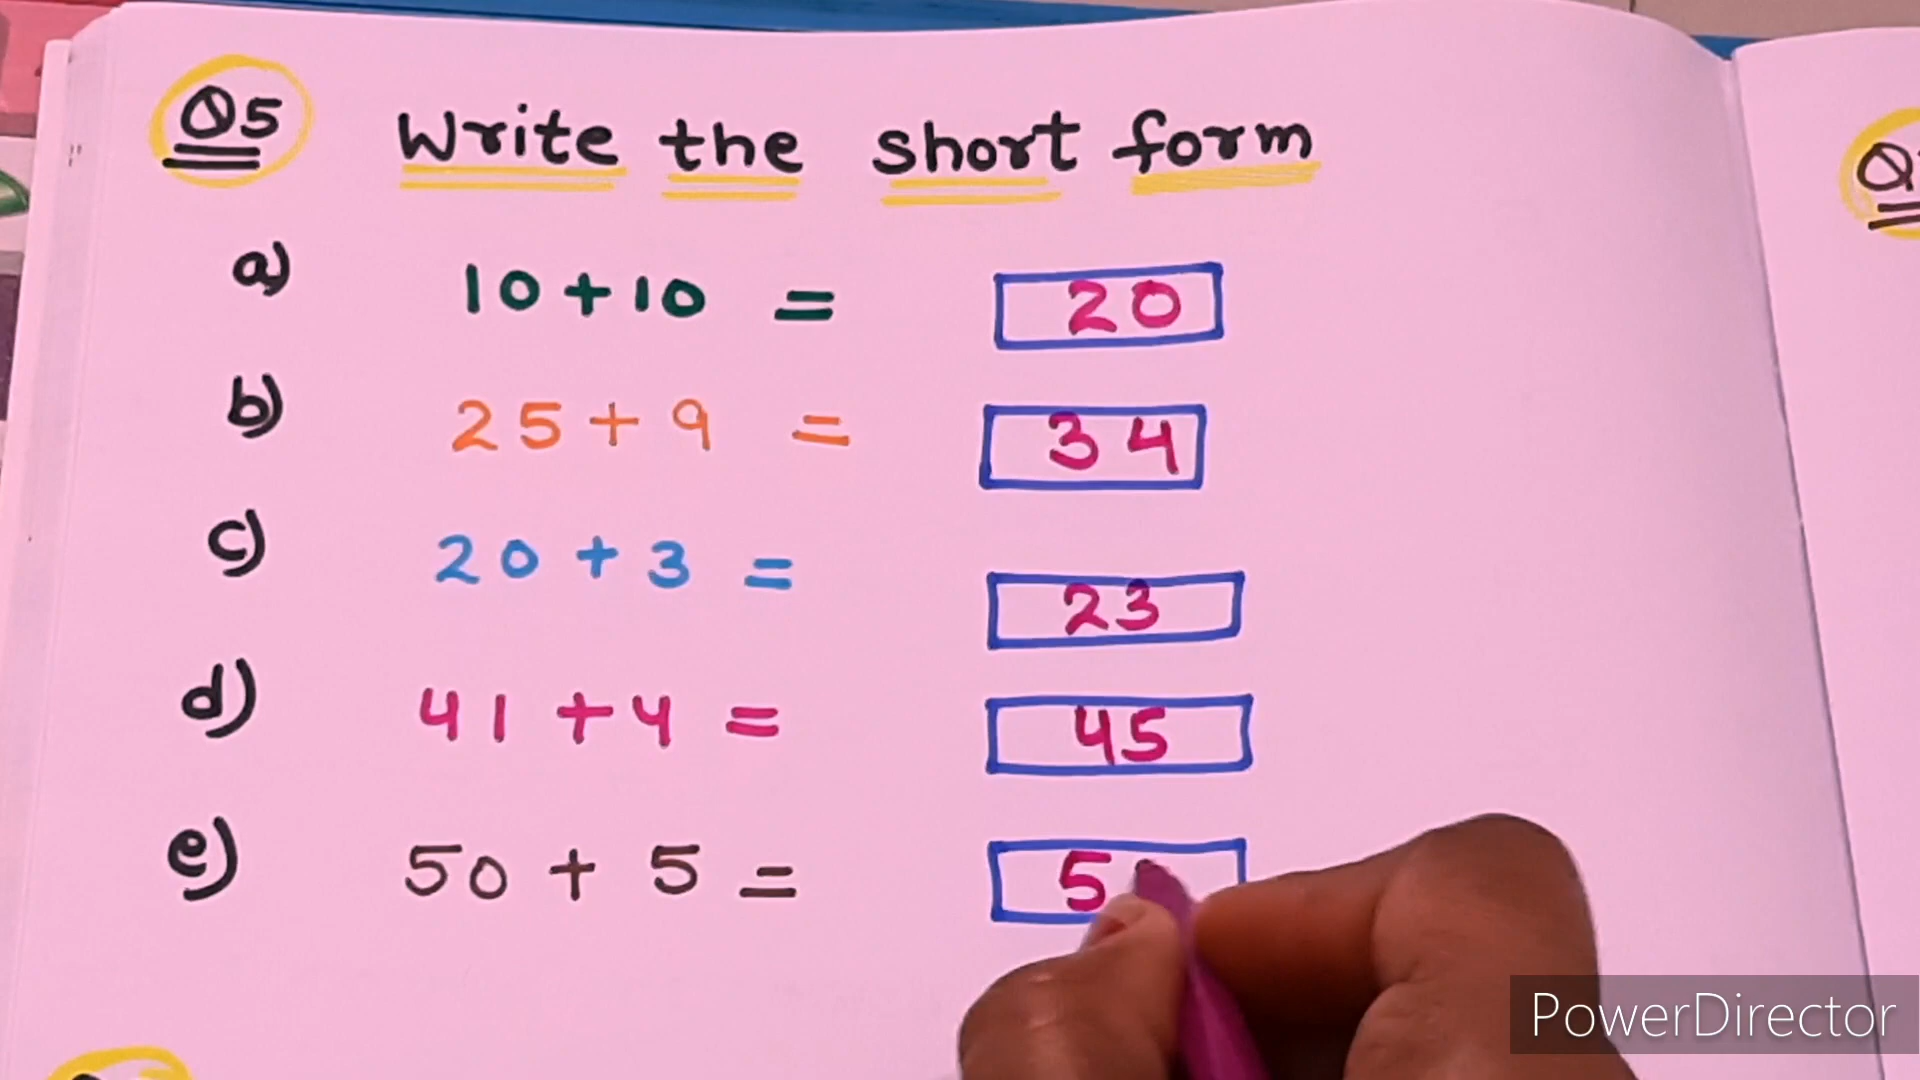 Q5 Write the short form
a) 10 + 10 = 20
b) 25 + 9 = 34
c) 20 + 3 = 23
d) 41 + 4 = 45
e) 50 + 5 = 5
PowerDirector